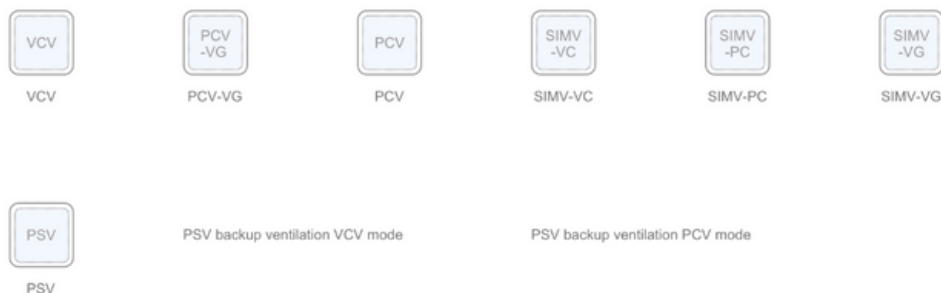 VCV
PCV
-VG
PCV
SIMV
-VC
SIMV
-PC
SIMV
-VG
VCV
PCV-VG
PCV
SIMV-VC
SIMV-PC
SIMV-VG
PSV
PSV backup ventilation VCV mode
PSV backup ventilation PCV mode
PSV